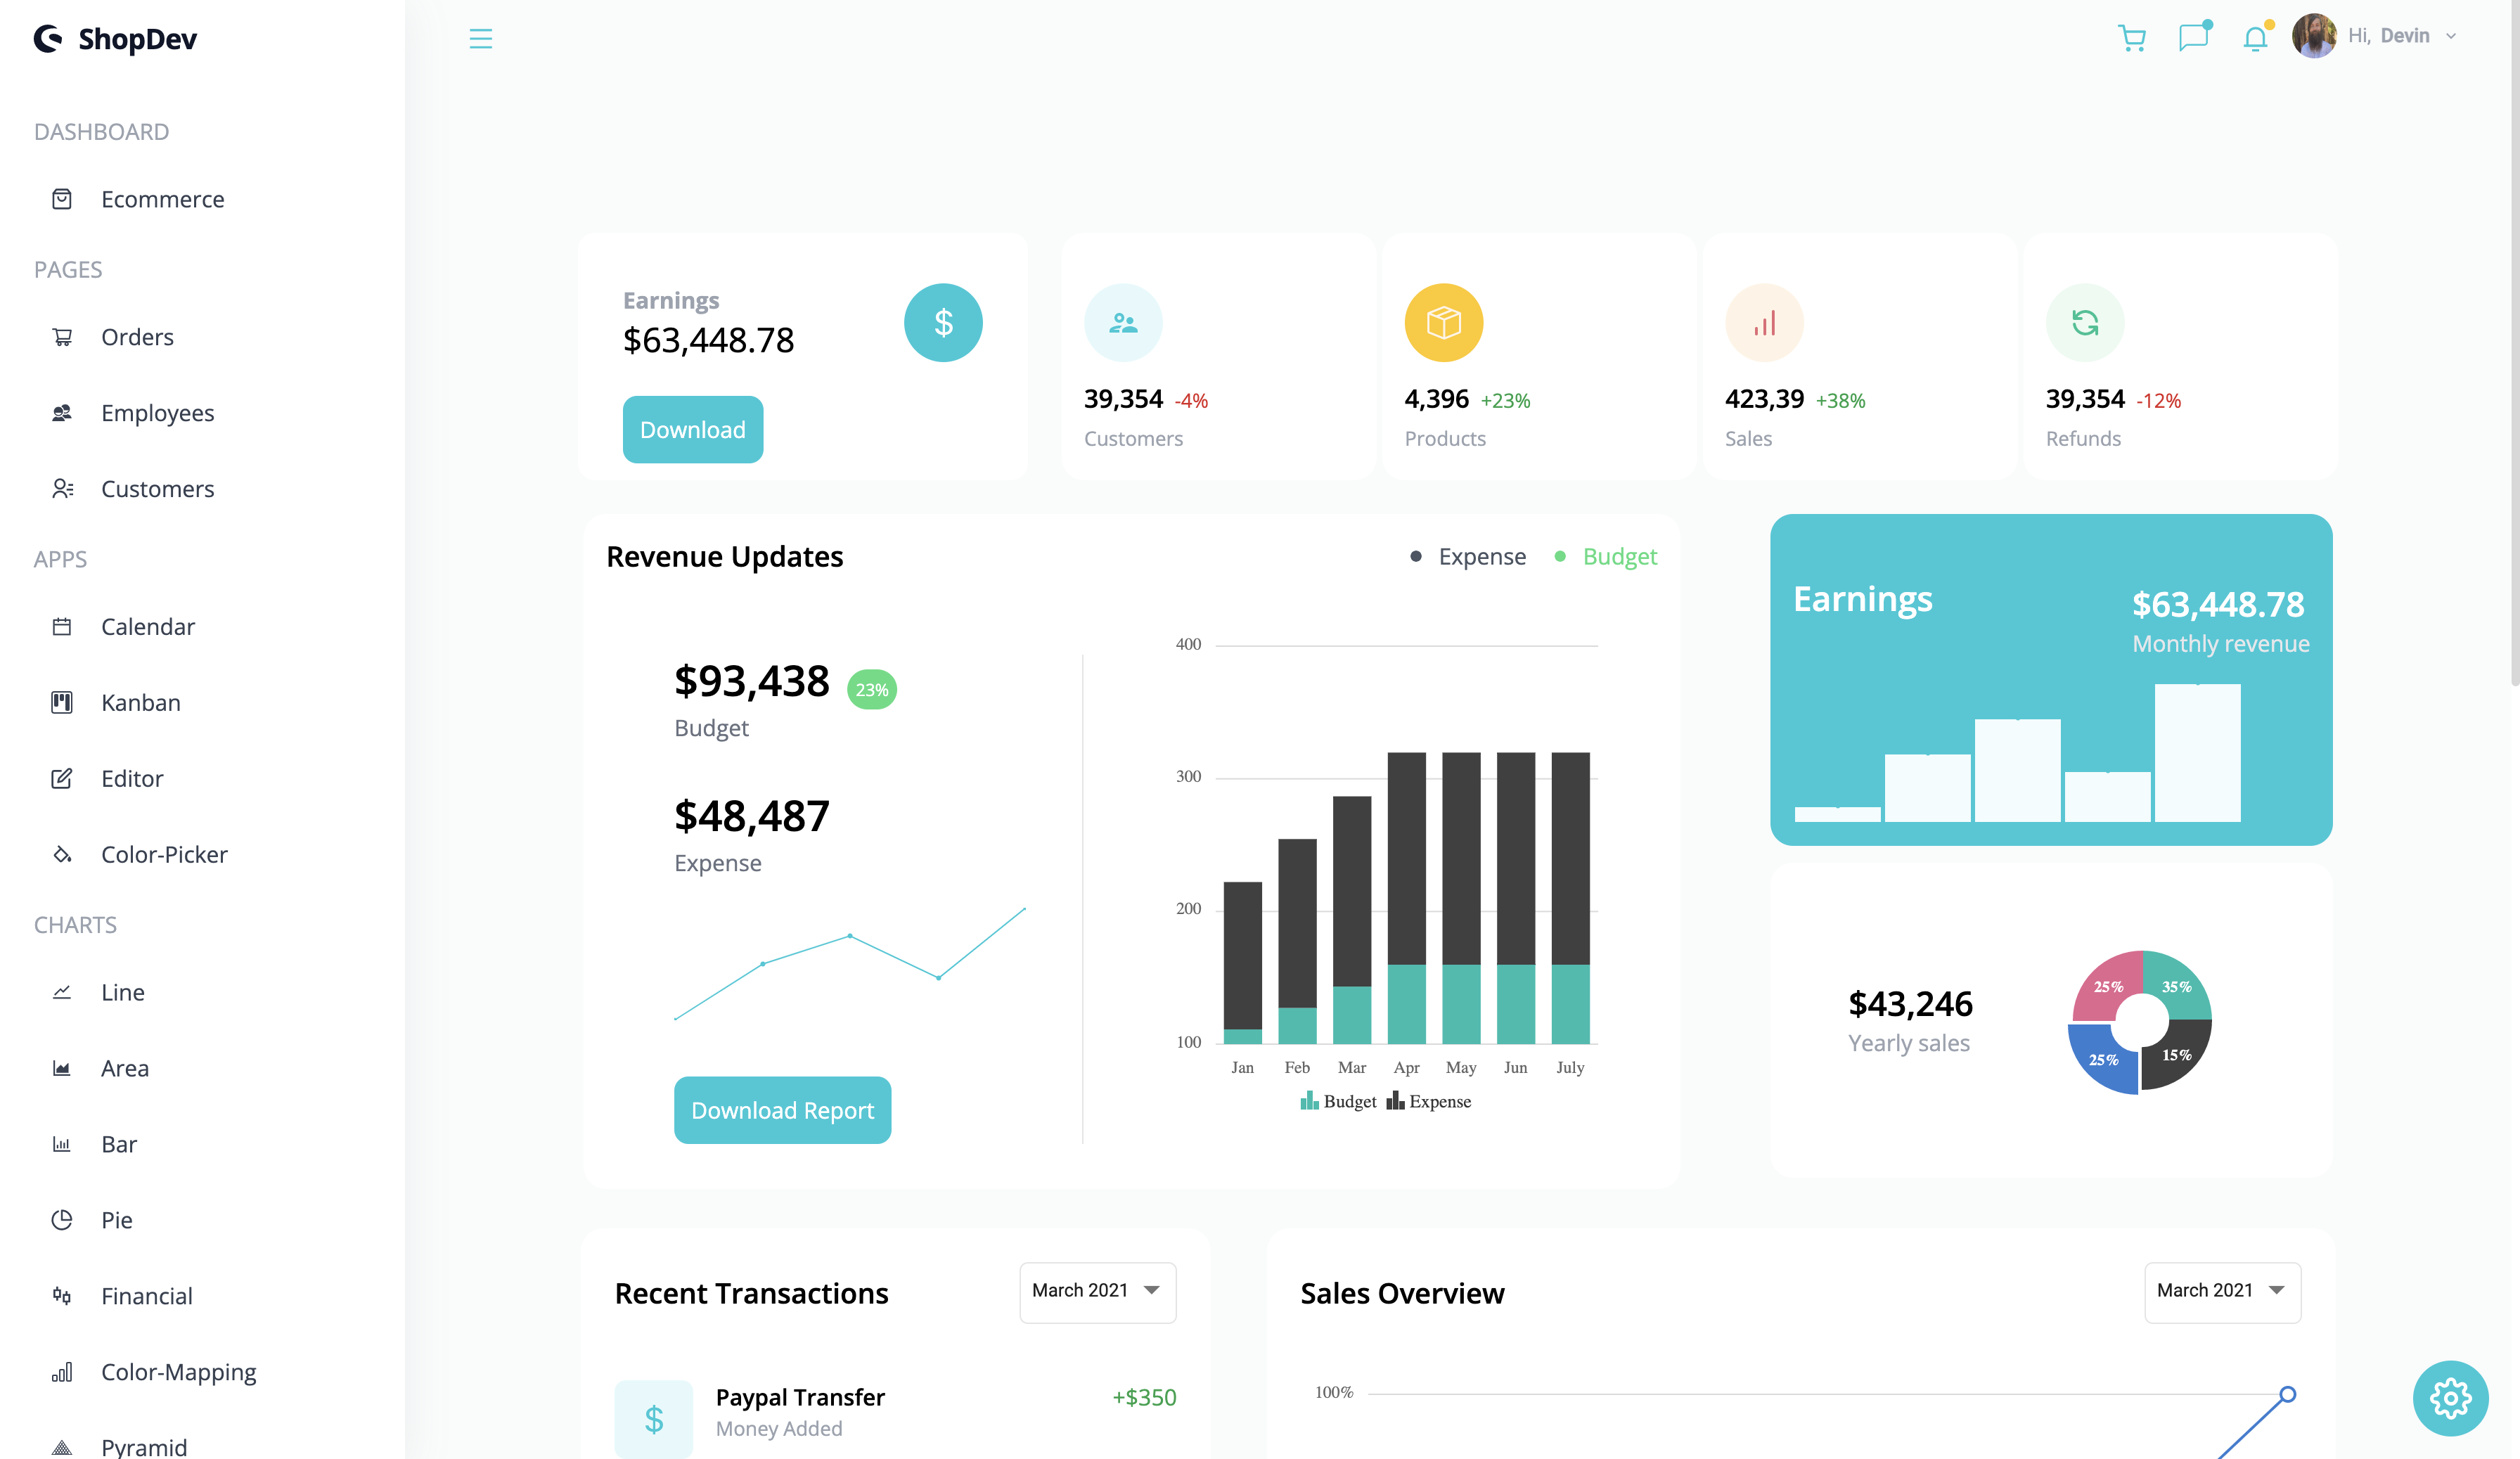 ShopDev
DASHBOARD
Ecommerce
PAGES
Orders
Employees
Customers
APPS
Calendar
Kanban
Editor
Color-Picker
CHARTS
Line
Area
Bar
Pie
Financial
Color-Mapping
Pyramid
Hi, Devin
Earnings
$63,448.78
$
Download
39,354 -4%
Customers
4,396 +23%
Products
423,39 +38%
Sales
39,354 -12%
Refunds
Revenue Updates
Expense
Budget
$93,438 23%
Budget
$48,487
Expense
Download Report
400
300
200
100
Jan Feb Mar Apr May Jun July
Budget Expense
Earnings
$63,448.78
Monthly revenue
$43,246
Yearly sales
25% 35%
25% 15%
Recent Transactions
March 2021
$
Paypal Transfer
Money Added
+$350
Sales Overview
March 2021
100%